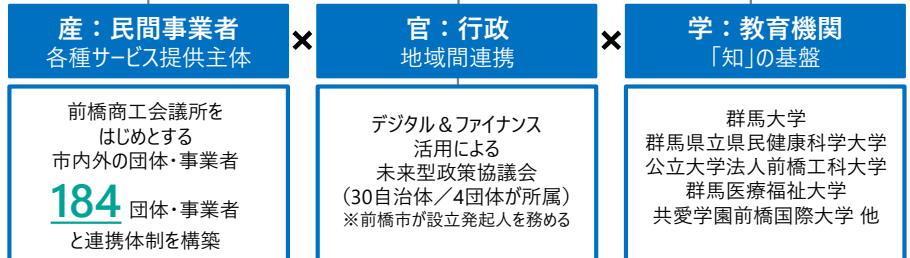 産：民間事業者
各種サービス提供主体
×
官：行政
地域間連携
×
学：教育機関
「知」の基盤
前橋商工会議所を
はじめとする
市内外の団体・事業者
184 団体・事業者
と連携体制を構築
デジタル＆ファイナンス
活用による
未来型政策協議会
（30自治体／4団体が所属）
※前橋市が設立発起人を務める
群馬大学
群馬県立県民健康科学大学
公立大学法人前橋工科大学
群馬医療福祉大学
共愛学園前橋国際大学 他